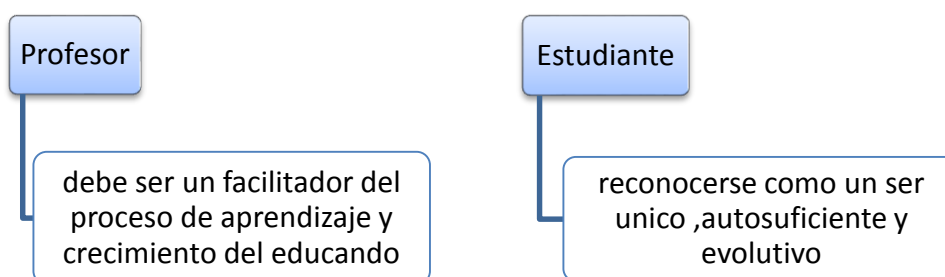 Profesor
debe ser un facilitador del
proceso de aprendizaje y
crecimiento del educando
Estudiante
reconocerse como un ser
unico ,autosuficiente y
evolutivo